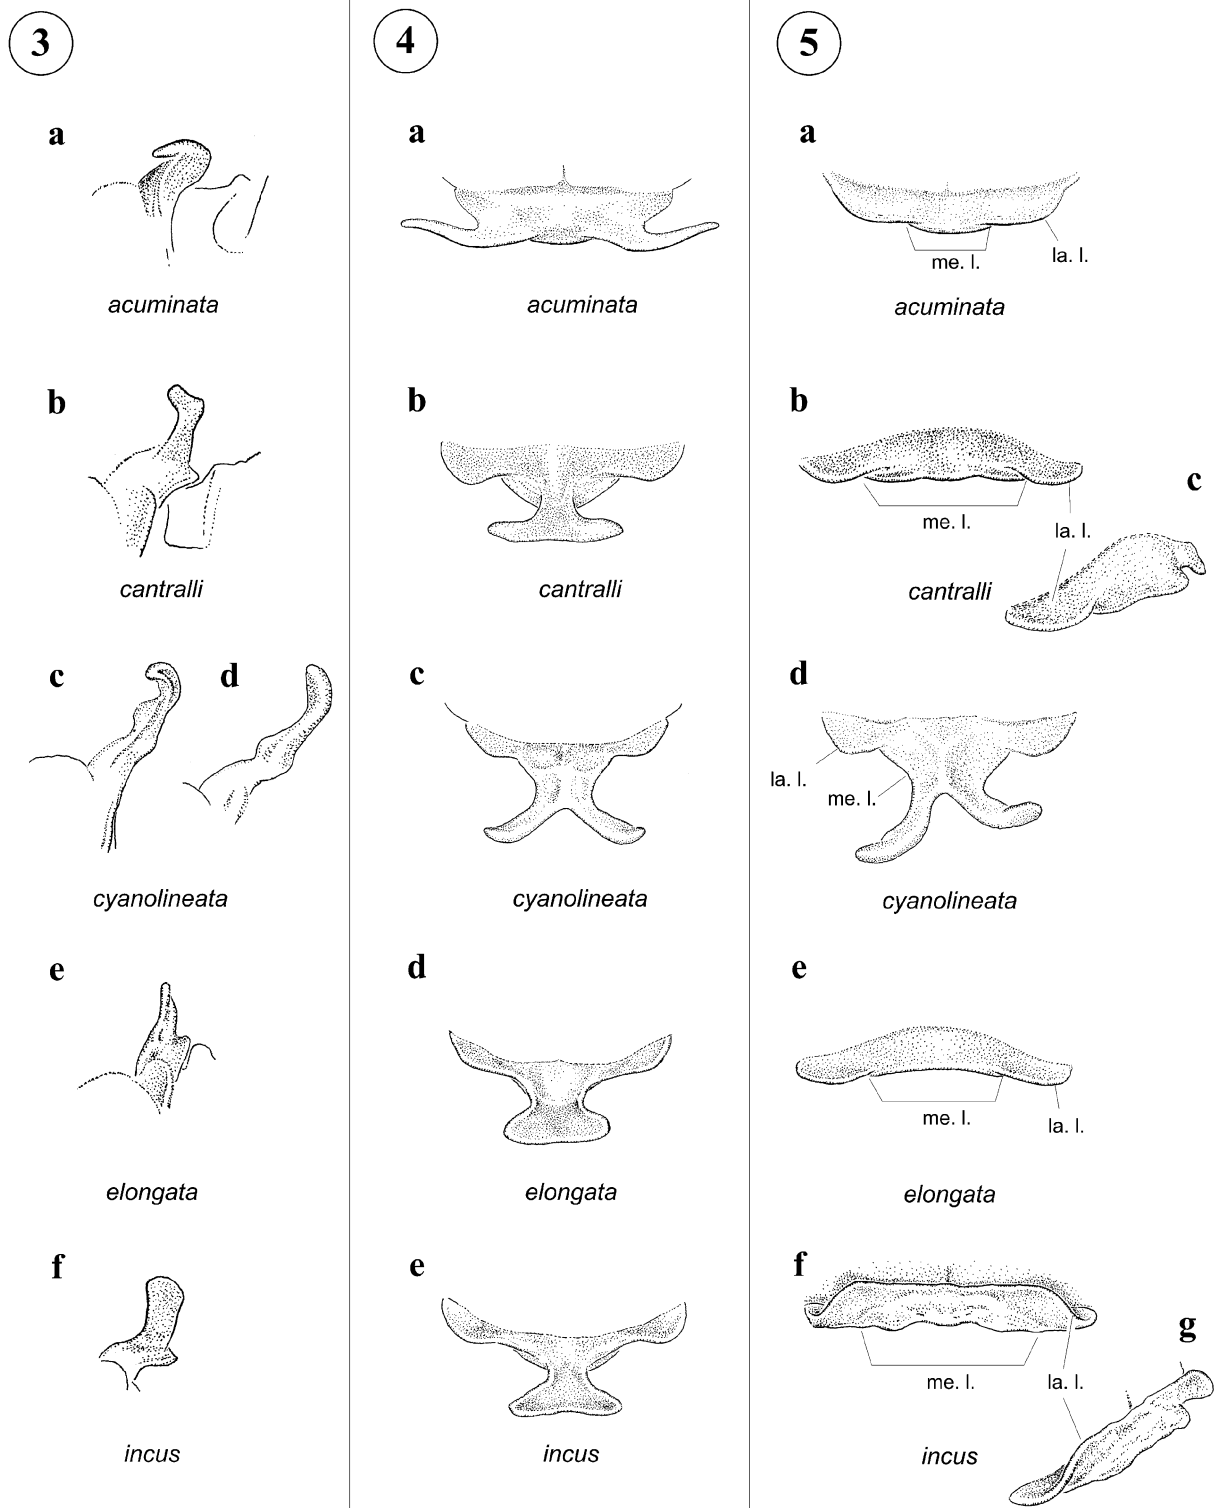 3
a
acuminata
b
cantralli
c d
cyanolineata
e
elongata
f
incus
4
a
acuminata
b
cantralli
c
cyanolineata
d
elongata
e
incus
5
a
me. l. la. l.
acuminata
b
c
me. l.
la. l.
cantralli
d
la. l.
me. l.
cyanolineata
e
me. l.
la. l.
elongata
f
g
me. l. la. l.
incus